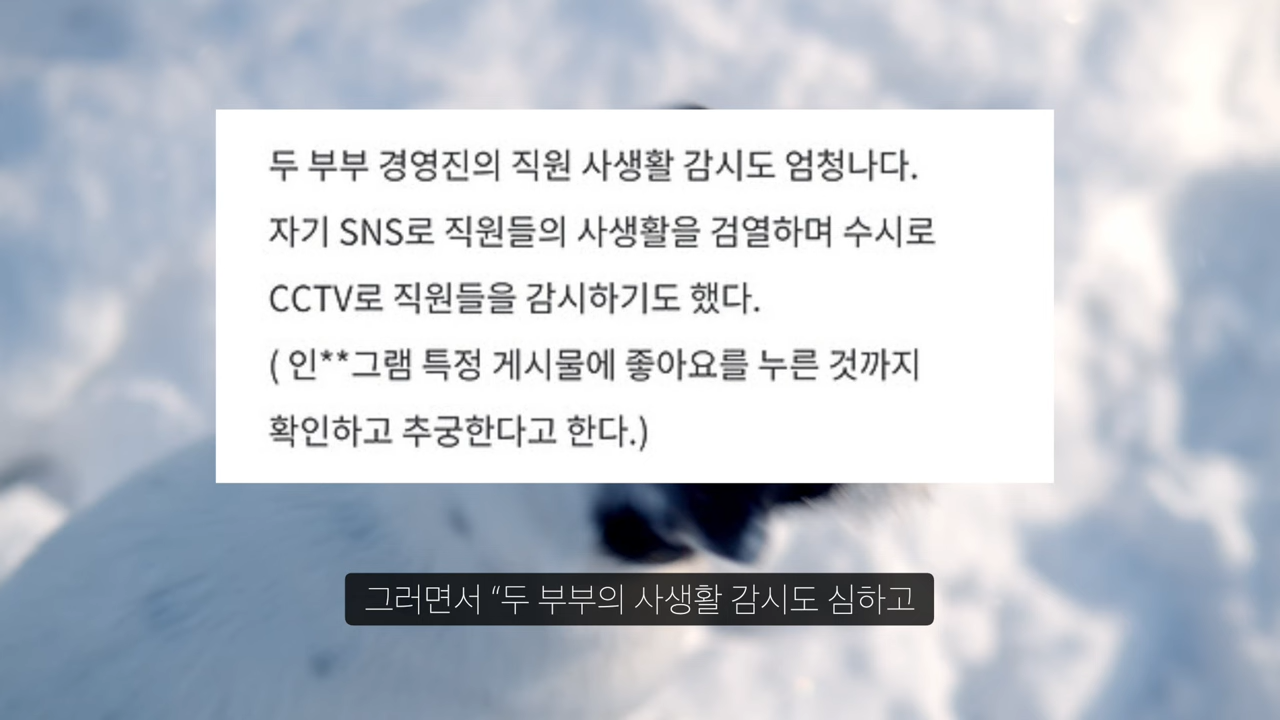 두 부부 경영진의 직원 사생활 감시도 엄청나다.
자기 SNS로 직원들의 사생활을 검열하며 수시로
CCTV로 직원들을 감시하기도 했다.
( 인**그램 특정 게시물에 좋아요를 누른 것까지
확인하고 추궁한다고 한다.)
그러면서 “두 부부의 사생활 감시도 심하고